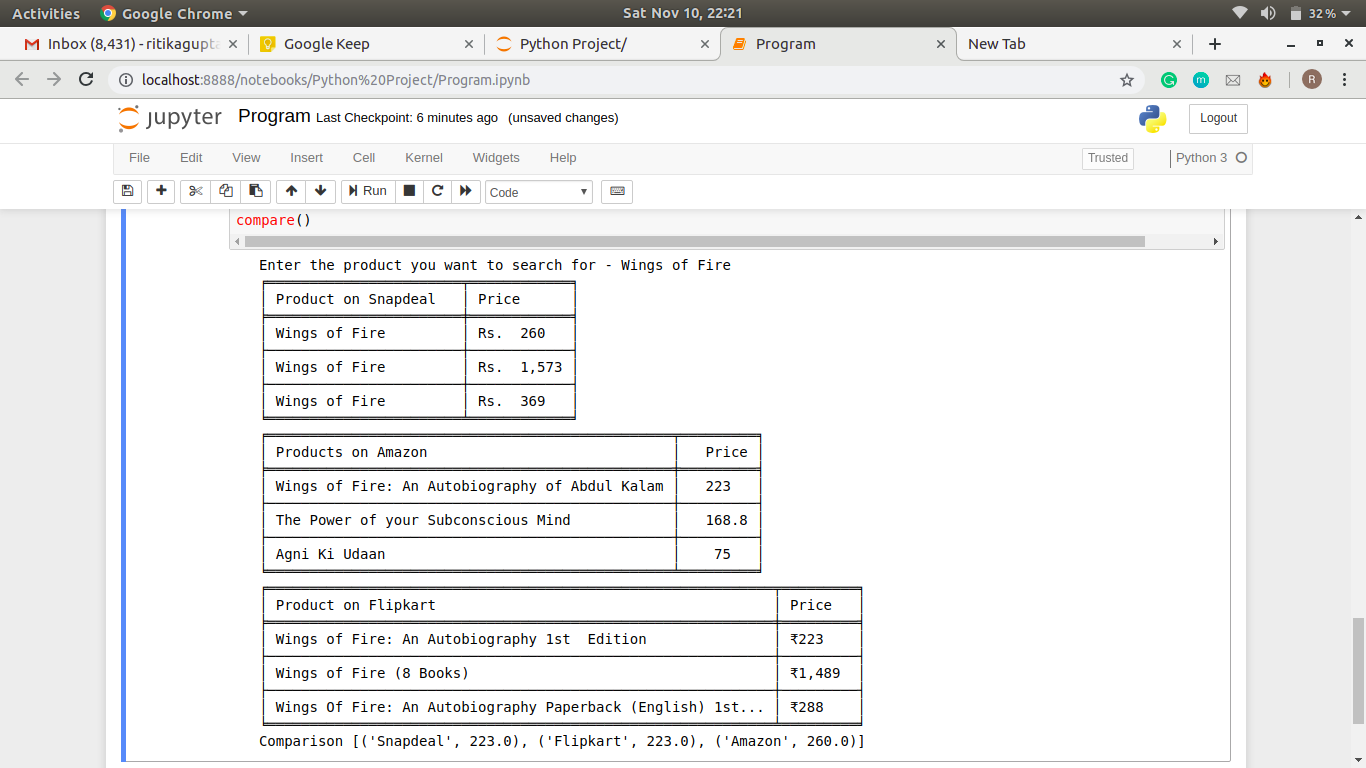 Activities Google Chrome Sat Nov 10, 22:21 32%
Inbox (8,431) - ritikagupta Google Keep Python Project/ Program New Tab
localhost:8888/notebooks/Python%20Project/Program.ipynb G m R
jupyter Program Last Checkpoint: 6 minutes ago (unsaved changes) Logout
File Edit View Insert Cell Kernel Widgets Help Trusted Python 3
Run Code
compare()
Enter the product you want to search for - Wings of Fire
Product on Snapdeal Price
Wings of Fire Rs. 260
Wings of Fire Rs. 1,573
Wings of Fire Rs. 369
Products on Amazon Price
Wings of Fire: An Autobiography of Abdul Kalam 223
The Power of your Subconscious Mind 168.8
Agni Ki Udaan 75
Product on Flipkart Price
Wings of Fire: An Autobiography 1st  Edition ₹223
Wings of Fire (8 Books) ₹1,489
Wings Of Fire: An Autobiography Paperback (English) 1st... ₹288
Comparison [('Snapdeal', 223.0), ('Flipkart', 223.0), ('Amazon', 260.0)]